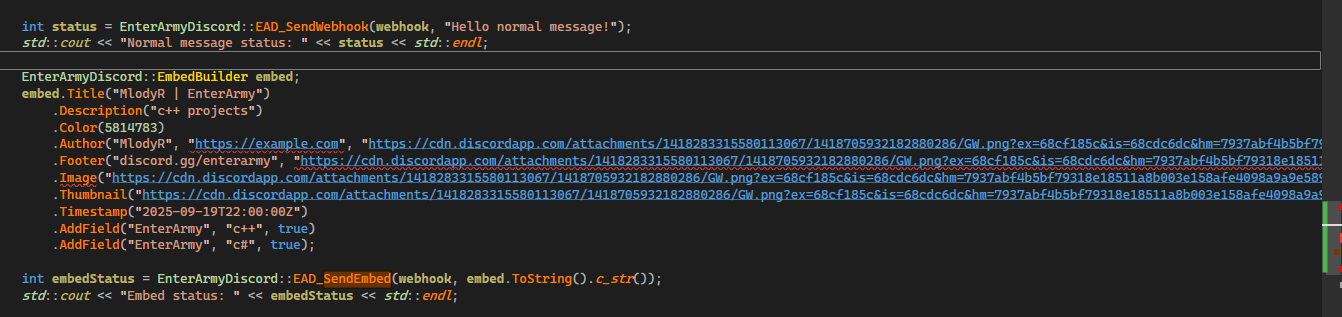 int status = EnterArmyDiscord::EAD_SendWebhook(webhook, "Hello normal message!");
std::cout << "Normal message status: " << status << std::endl;
EnterArmyDiscord::EmbedBuilder embed;
embed.Title("MlodyR | EnterArmy")
.Description("c++ projects")
.Color(5814783)
.Author("MlodyR", "https://example.com", "https://cdn.discordapp.com/attachments/1418283315580113067/1418705932182880286/GW.png?ex=68cf185c&is=68cdc6dc&hm=7937abf4b5bf79
.Footer("discord.gg/enterarmy", "https://cdn.discordapp.com/attachments/1418283315580113067/1418705932182880286/GW.png?ex=68cf185c&is=68cdc6dc&hm=7937abf4b5bf79318e18511
.Image("https://cdn.discordapp.com/attachments/1418283315580113067/1418705932182880286/GW.png?ex=68cf185c&is=68cdc6dc&hm=7937abf4b5bf79318e18511a8b003e158afe4098a9a9e589
.Thumbnail("https://cdn.discordapp.com/attachments/1418283315580113067/1418705932182880286/GW.png?ex=68cf185c&is=68cdc6dc&hm=7937abf4b5bf79318e18511a8b003e158afe4098a9a9
.Timestamp("2025-09-19T22:00:00Z")
.AddField("EnterArmy", "c++", true)
.AddField("EnterArmy", "c#", true);
int embedStatus = EnterArmyDiscord::EAD_SendEmbed(webhook, embed.ToString().c_str());
std::cout << "Embed status: " << embedStatus << std::endl;